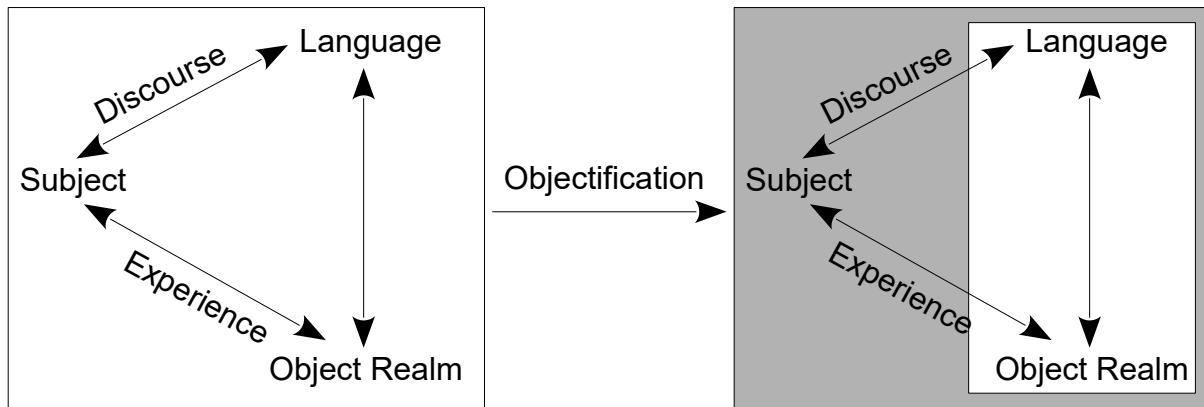 Language
Discourse
Subject
Experience
Object Realm
Objectification
Language
Discourse
Subject
Experience
Object Realm